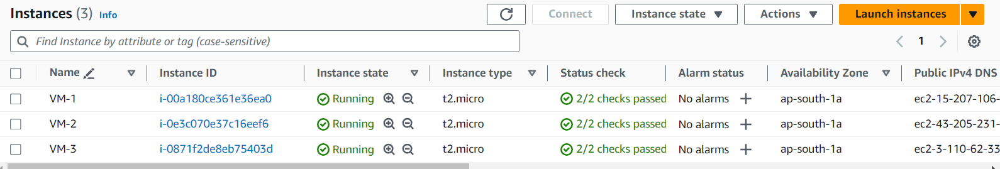 Instances (3) Info Connect Instance state Actions Launch instances
Find Instance by attribute or tag (case-sensitive) 1
Name Instance ID Instance state Instance type Status check Alarm status Availability Zone Public IPv4 DNS
VM-1 i-00a180ce361e36ea0 Running t2.micro 2/2 checks passed No alarms + ap-south-1a ec2-15-207-106-
VM-2 i-0e3c070e37c16eef6 Running t2.micro 2/2 checks passed No alarms + ap-south-1a ec2-43-205-231-
VM-3 i-0871f2de8eb75403d Running t2.micro 2/2 checks passed No alarms + ap-south-1a ec2-3-110-62-33